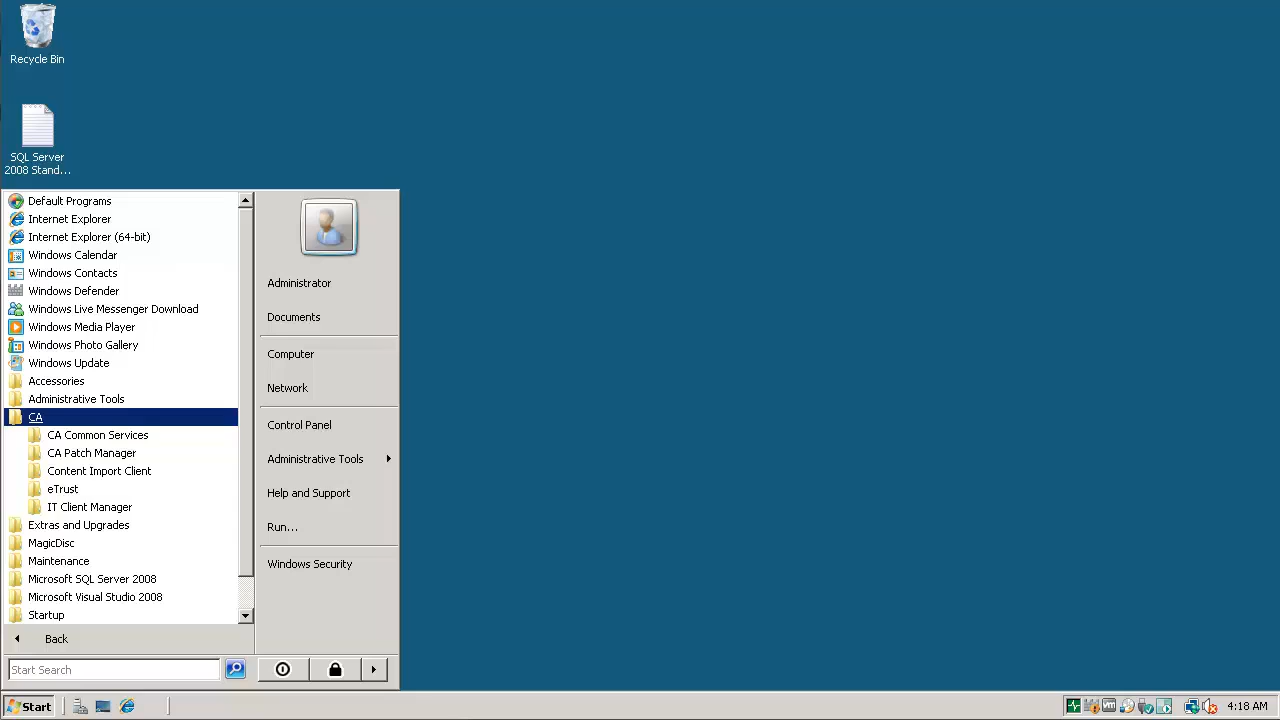 Recycle Bin
SQL Server
2008 Stand...
Default Programs
Internet Explorer
Internet Explorer (64-bit)
Windows Calendar
Windows Contacts
Windows Defender
Windows Live Messenger Download
Windows Media Player
Windows Photo Gallery
Windows Update
Accessories
Administrative Tools
CA
CA Common Services
CA Patch Manager
Content Import Client
eTrust
IT Client Manager
Extras and Upgrades
MagicDisc
Maintenance
Microsoft SQL Server 2008
Microsoft Visual Studio 2008
Startup
Back
Start Search
Administrator
Documents
Computer
Network
Control Panel
Administrative Tools
Help and Support
Run...
Windows Security
Start
Vm
4:18 AM